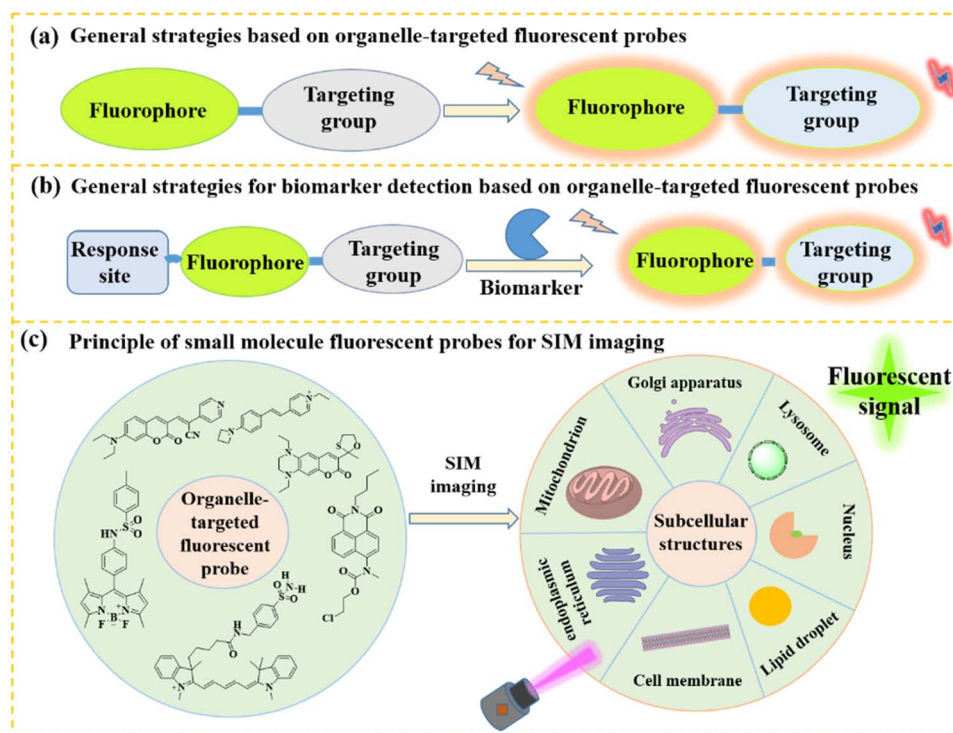 (a) General strategies based on organelle-targeted fluorescent probes
Fluorophore
Targeting
group
Fluorophore
Targeting
group
(b) General strategies for biomarker detection based on organelle-targeted fluorescent probes
Response
site
Fluorophore
Targeting
group
Biomarker
Fluorophore
Targeting
group
(c) Principle of small molecule fluorescent probes for SIM imaging
N
O
O
CN
N
N
N
N
N
O
O
O
S
O
S
O
HN
N
B
N
F
F
O
N
O
N
O
O
Cl
O
H
S
N
H
O
H
N
O
N
N
Organelle-
targeted
fluorescent
probe
SIM
imaging
Golgi apparatus
Lysosome
Nucleus
Lipid droplet
Cell membrane
endoplasmic
reticulum
Mitochondrion
Subcellular
structures
Fluorescent
signal